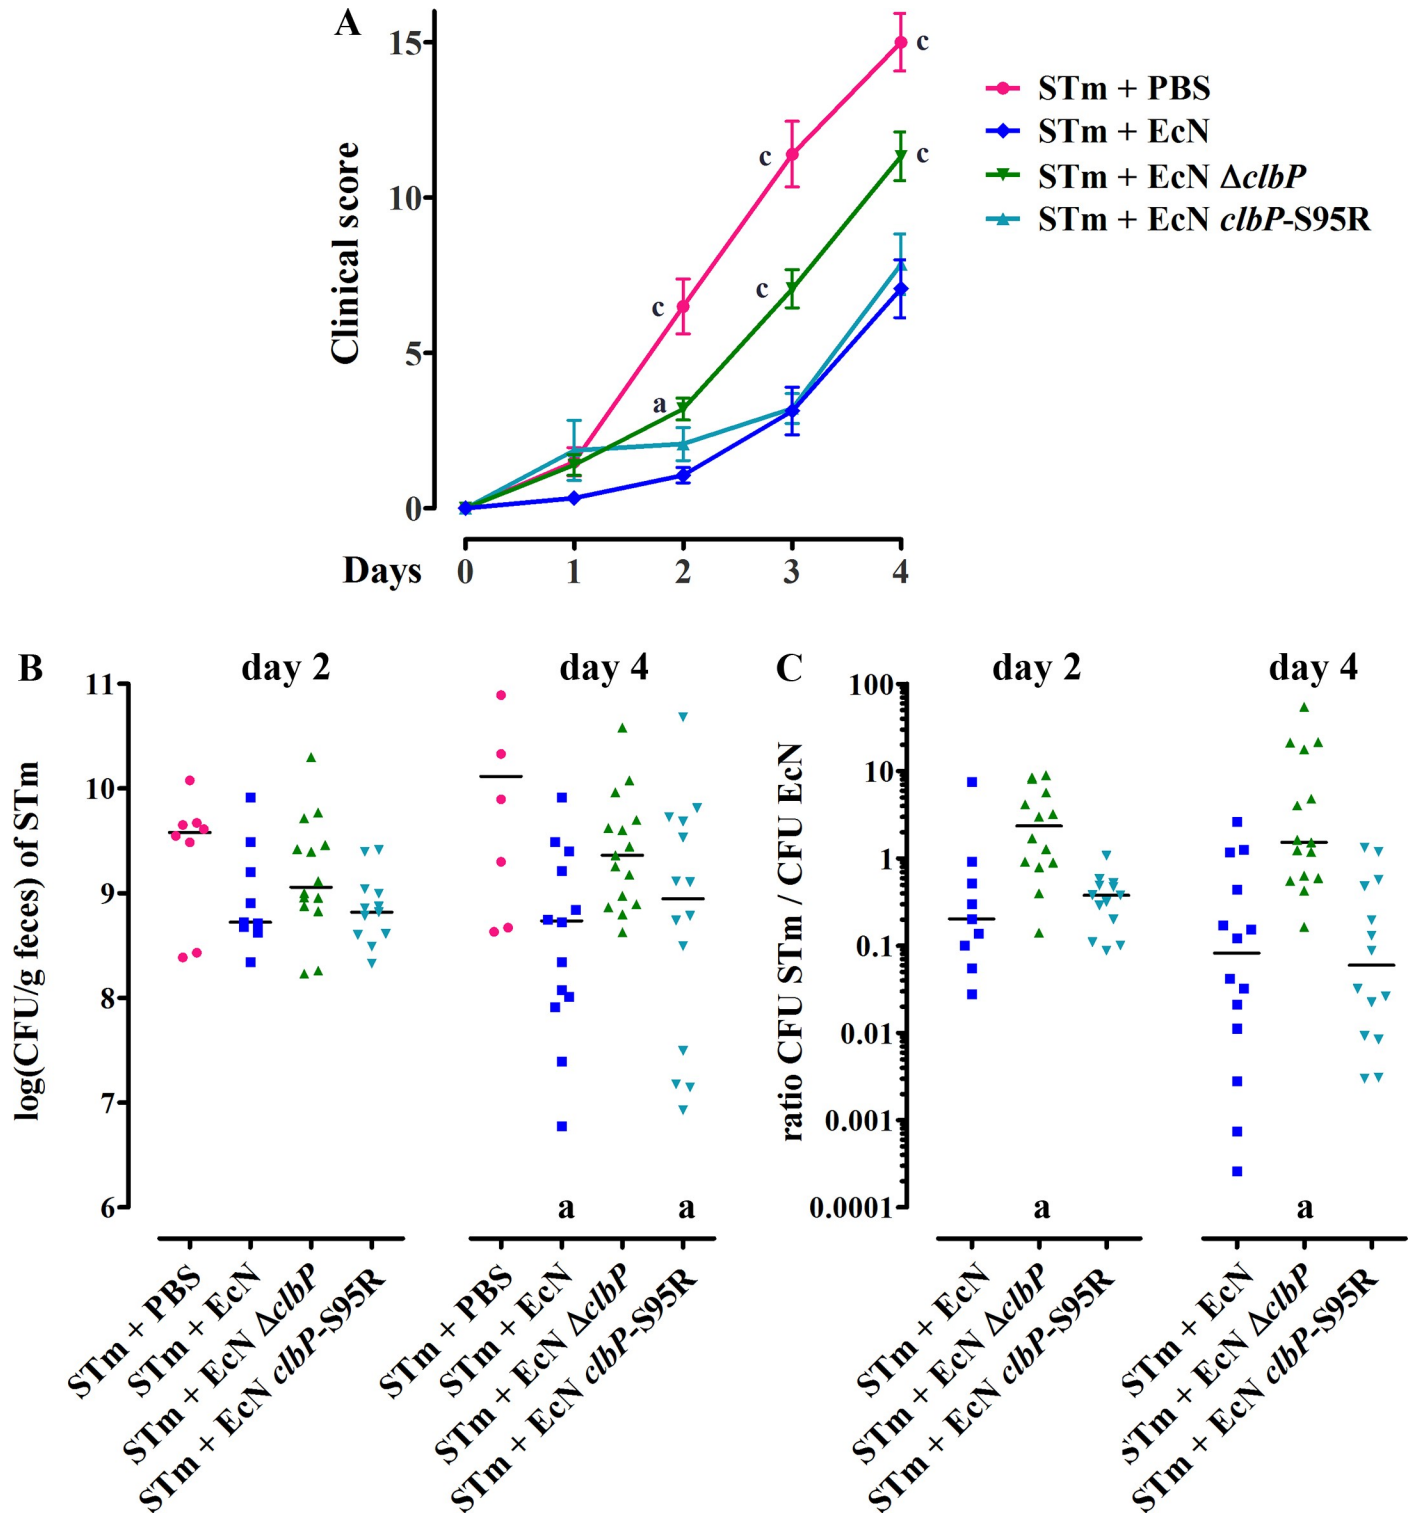 A
15
10
5
0
Clinical score
c
c
c
c
c
a
STm + PBS
STm + EcN
STm + EcN ΔclbP
STm + EcN clbP-S95R
Days 0 1 2 3 4
B
day 2
day 4
11
10
9
8
7
6
log(CFU/g feces) of STm
a
a
STm + PBS
STm + EcN
STm + EcN ΔclbP
STm + EcN clbP-S95R
STm + PBS
STm + EcN
STm + EcN ΔclbP
STm + EcN clbP-S95R
C
day 2
day 4
100
10
1
0.1
0.01
0.001
0.0001
ratio CFU STm / CFU EcN
a
a
STm + EcN
STm + EcN ΔclbP
STm + EcN clbP-S95R
STm + EcN
STm + EcN ΔclbP
STm + EcN clbP-S95R